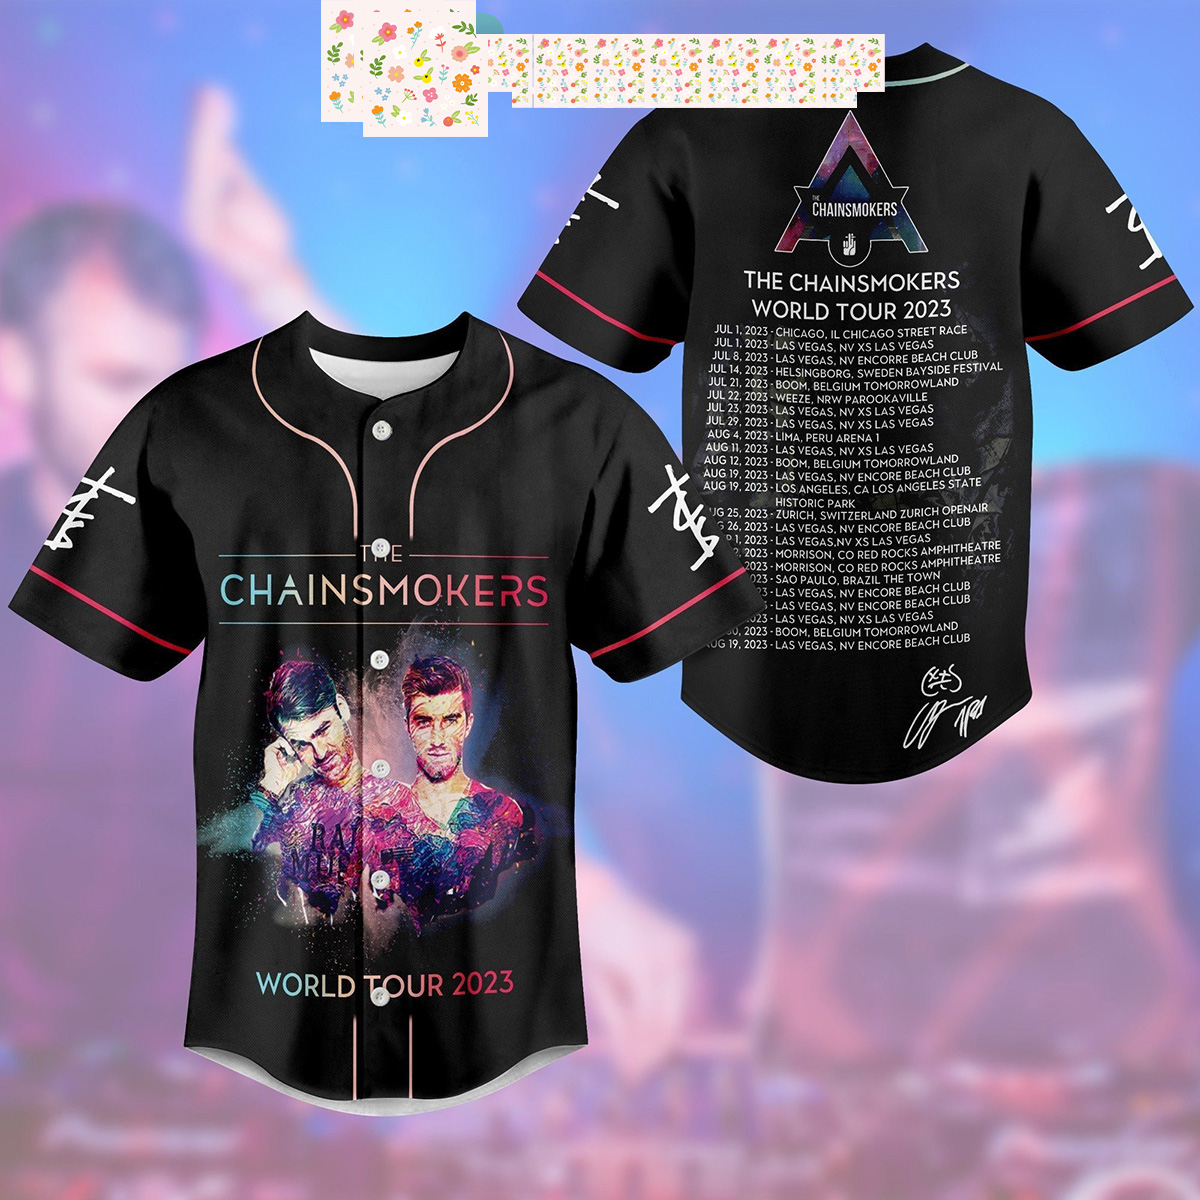 THE
CHAINSMOKERS
WORLD TOUR 2023
THE
CHAINSMOKERS
THE CHAINSMOKERS
WORLD TOUR 2023
JUL 1, 2023 - CHICAGO, IL CHICAGO STREET RACE
JUL 1, 2023 - LAS VEGAS, NV XS LAS VEGAS
JUL 8, 2023 - LAS VEGAS, NV ENCORRE BEACH CLUB
JUL 14, 2023 - HELSINGBORG, SWEDEN BAYSIDE FESTIVAL
JUL 21, 2023 - BOOM, BELGIUM TOMORROWLAND
JUL 22, 2023 - WEEZE, NRW PAROOKAVILLE
JUL 23, 2023 - LAS VEGAS, NV XS LAS VEGAS
JUL 29, 2023 - LAS VEGAS, NV XS LAS VEGAS
AUG 4, 2023 - LIMA, PERU ARENA 1
AUG 11, 2023 - LAS VEGAS, NV XS LAS VEGAS
AUG 12, 2023 - BOOM, BELGIUM TOMORROWLAND
AUG 19, 2023 - LAS VEGAS, NV ENCORE BEACH CLUB
AUG 19, 2023 - LOS ANGELES, CA LOS ANGELES STATE
HISTORIC PARK
25, 2023 - ZURICH, SWITZERLAND ZURICH OPENAIR
26, 2023 - LAS VEGAS, NV ENCORE BEACH CLUB
1, 2023 - LAS VEGAS,NV XS LAS VEGAS
2023 - MORRISON, CO RED ROCKS AMPHITHEATRE
2023 - MORRISON, CO RED ROCKS AMPHITHEATRE
2023 - SAO PAULO, BRAZIL THE TOWN
- LAS VEGAS, NV ENCORE BEACH CLUB
- LAS VEGAS, NV ENCORE BEACH CLUB
2023 - LAS VEGAS, NV XS LAS VEGAS
2023 - BOOM, BELGIUM TOMORROWLAND
19, 2023 - LAS VEGAS, NV ENCORE BEACH CLUB